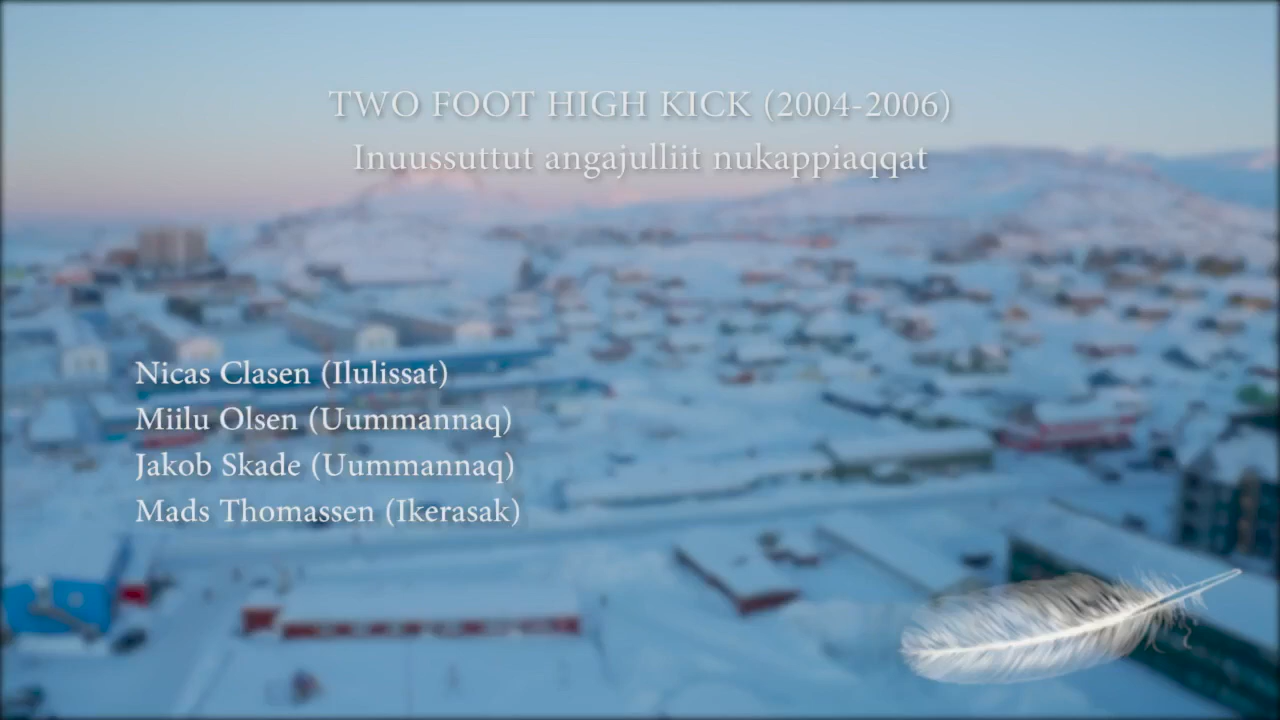 TWO FOOT HIGH KICK (2004-2006)
Inuussuttut angajulliit nukappiaqqat
Nicas Clasen (Ilulissat)
Miilu Olsen (Uummannaq)
Jakob Skade (Uummannaq)
Mads Thomassen (Ikerasak)